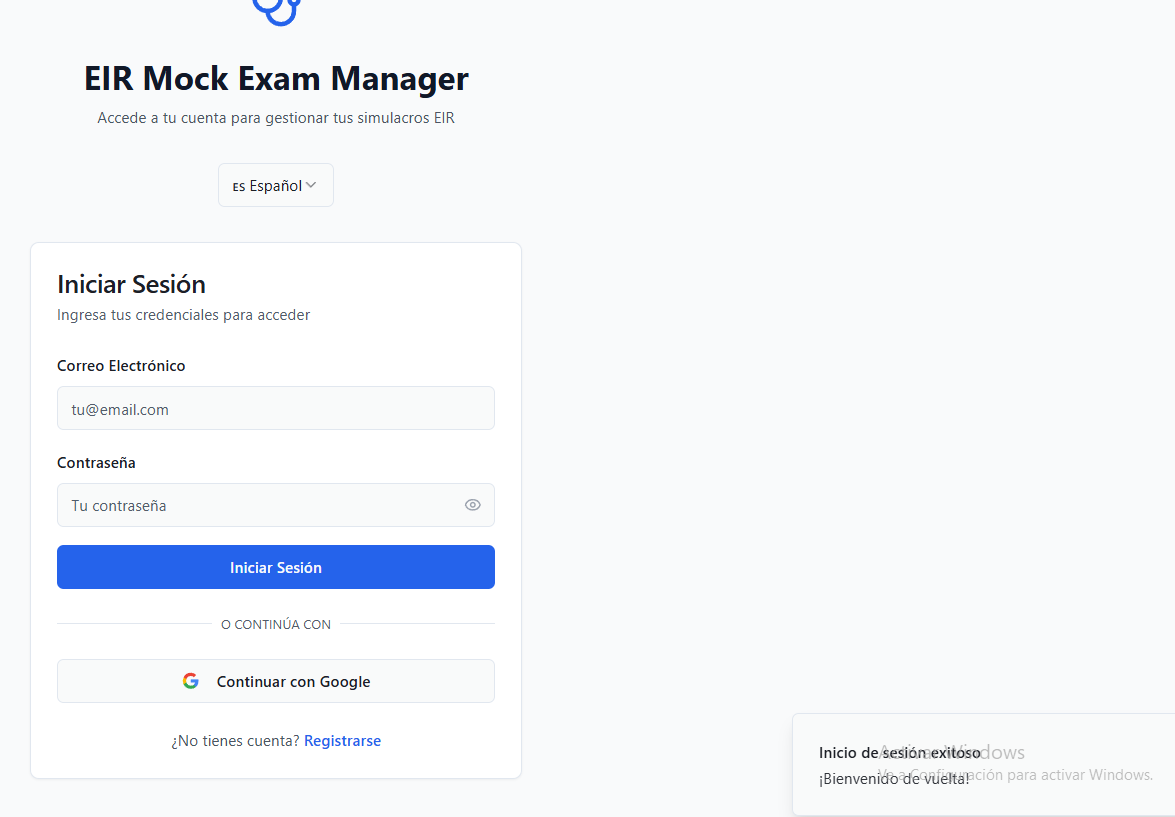 EIR Mock Exam Manager
Accede a tu cuenta para gestionar tus simulacros EIR
ES Español
Iniciar Sesión
Ingresa tus credenciales para acceder
Correo Electrónico
tu@email.com
Contraseña
Tu contraseña
Iniciar Sesión
O CONTINÚA CON
Continuar con Google
¿No tienes cuenta? Registrarse
Inicio de sesión exitoso
¡Bienvenido de vuelta!
Activar Windows
Ve a Configuración para activar Windows.